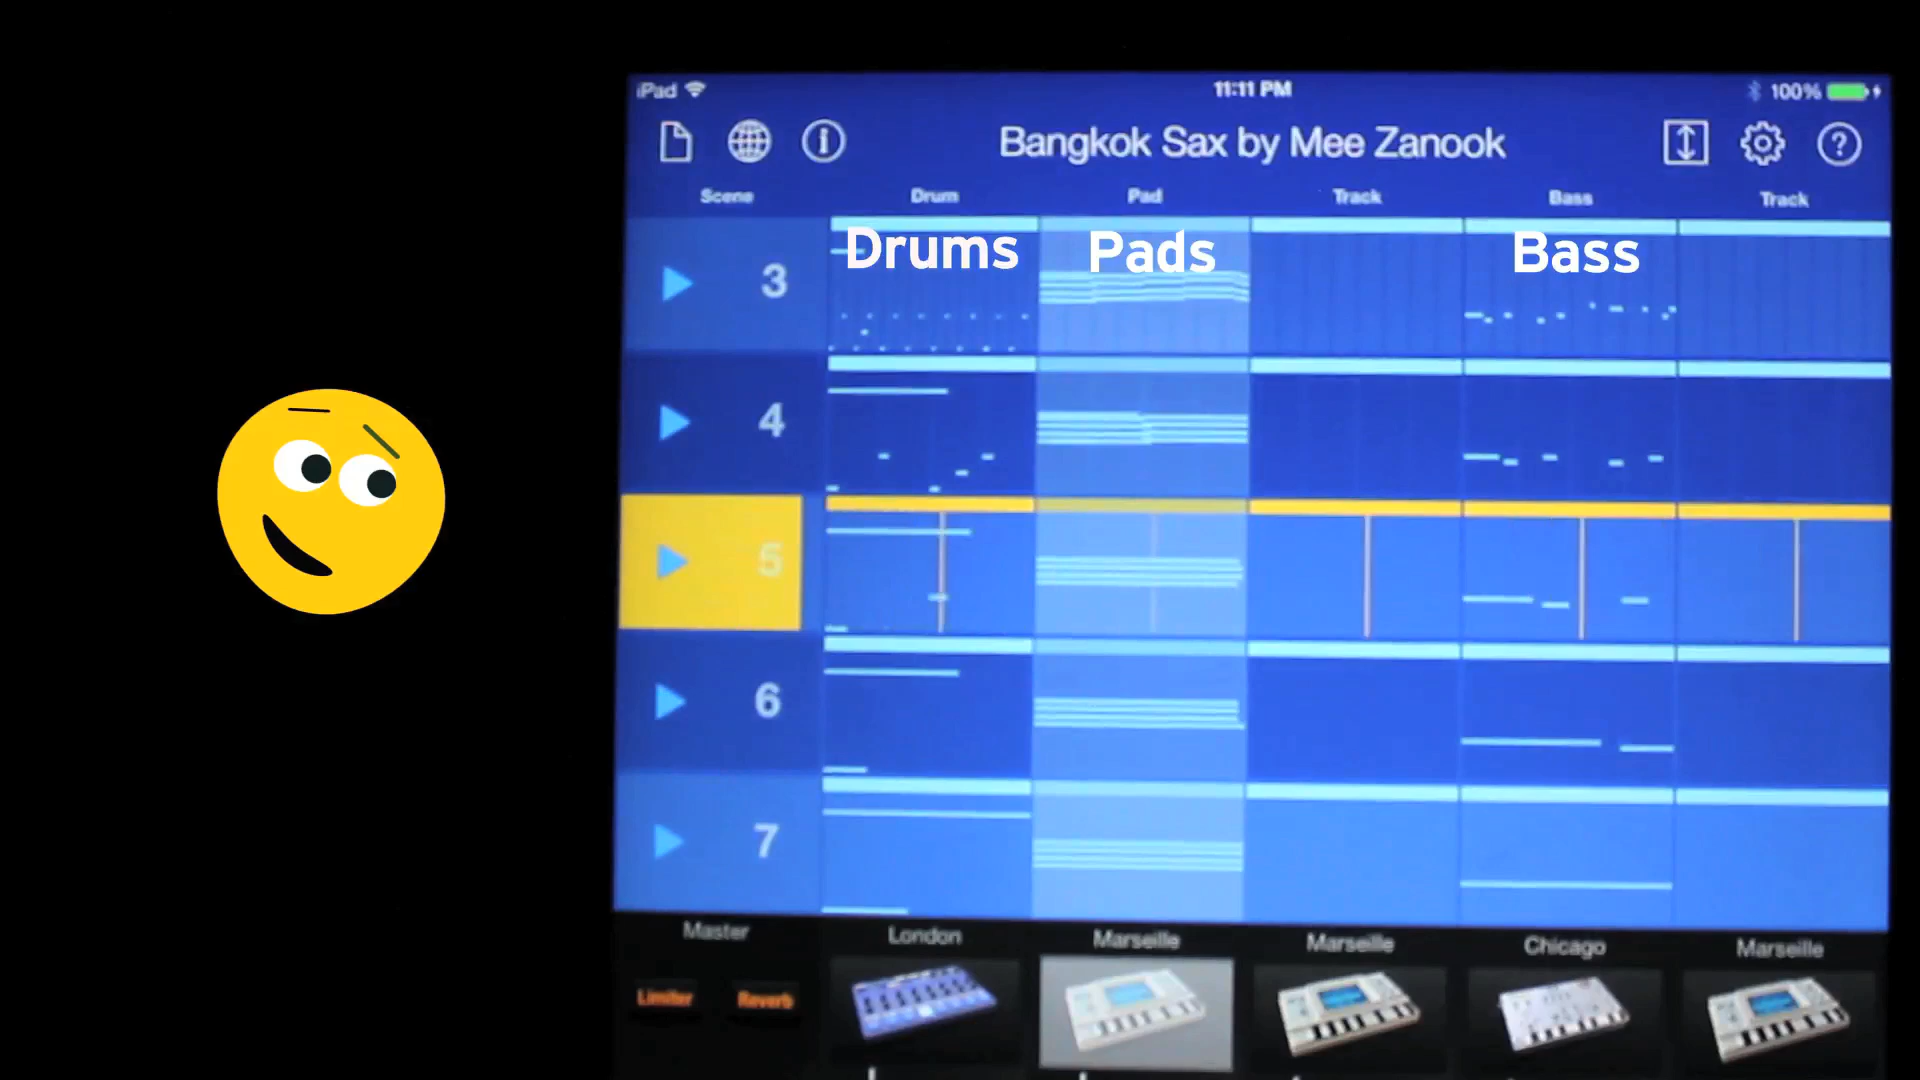 iPad 11:11 PM 100%
Bangkok Sax by Mee Zanook
Scene Drum Pad Track Bass Track
Drums Pads Bass
3
4
5
6
7
Master London Marseille Marseille Chicago Marseille
Limiter Reverb